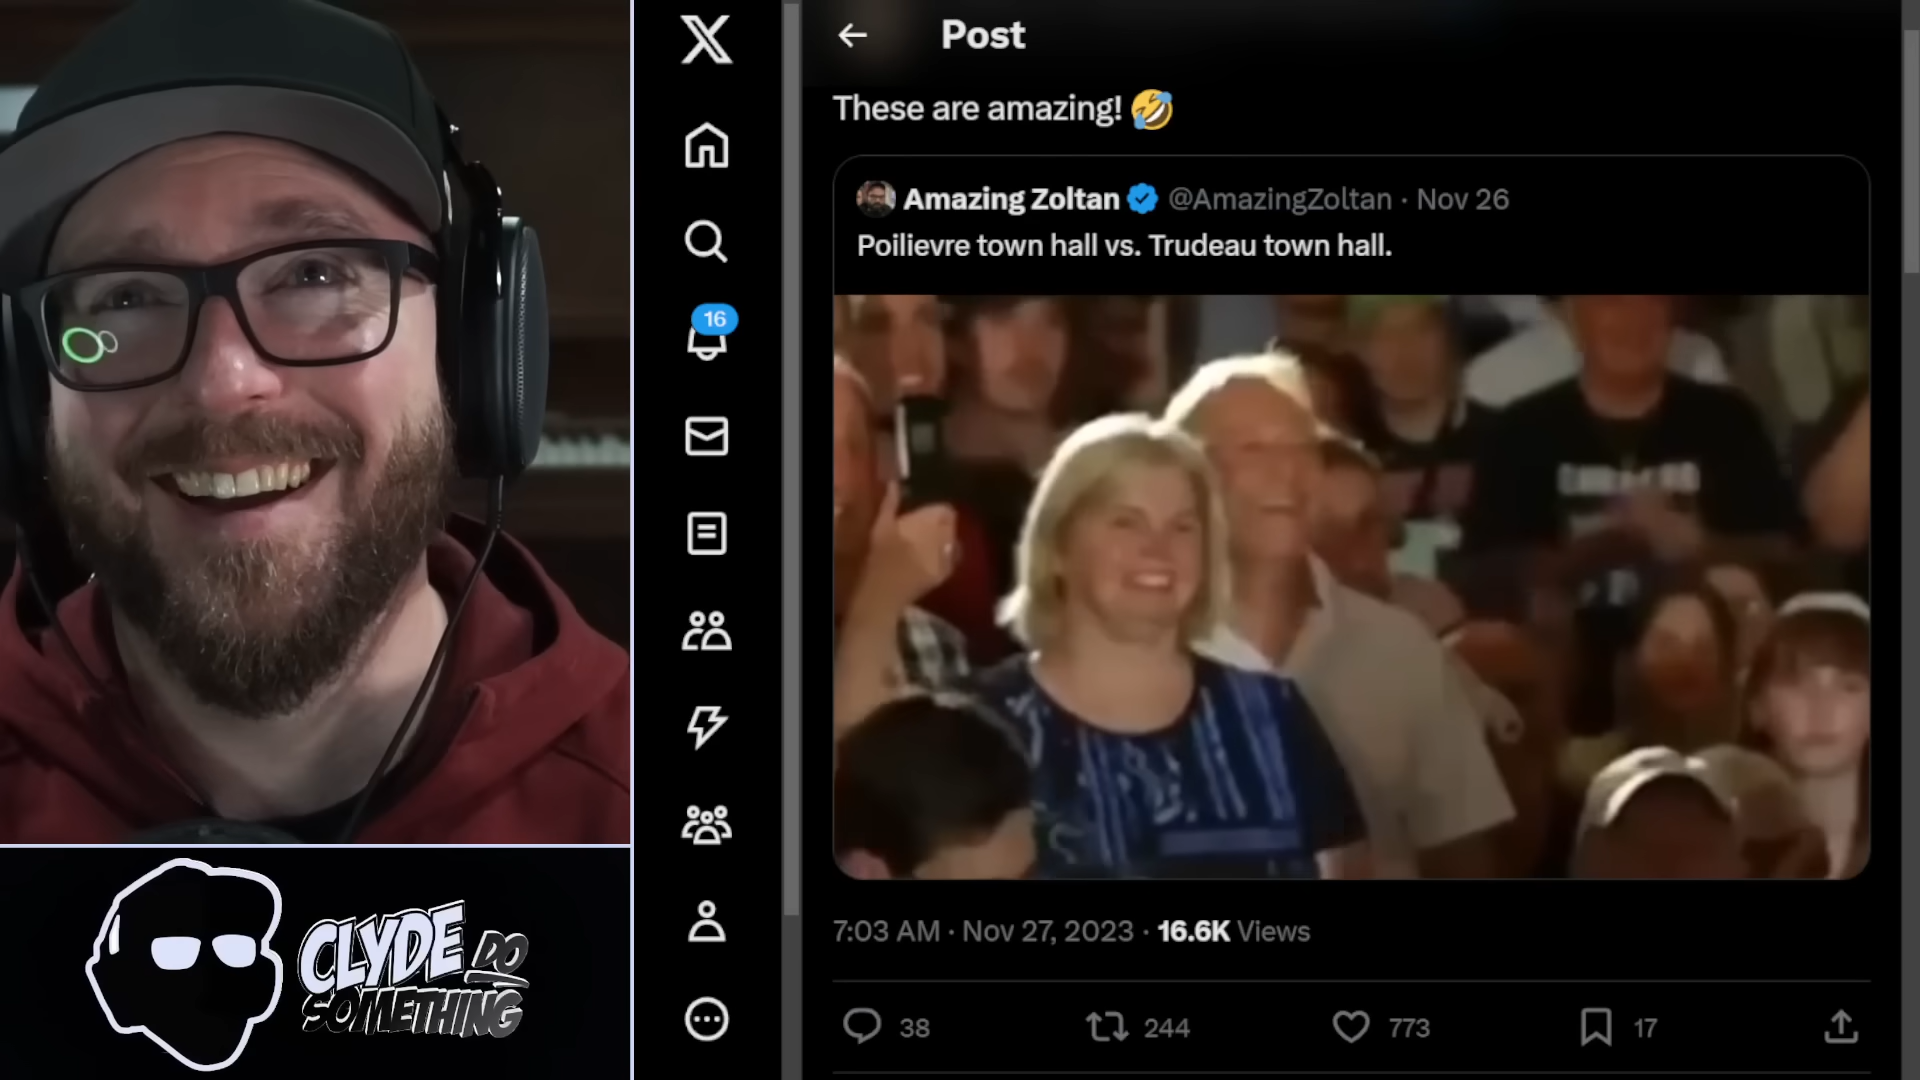 Post
These are amazing! 🤣
Amazing Zoltan @AmazingZoltan · Nov 26
Poilievre town hall vs. Trudeau town hall.
16
7:03 AM · Nov 27, 2023 · 16.6K Views
38 244 773 17
CLYDE DO
SOMETHING